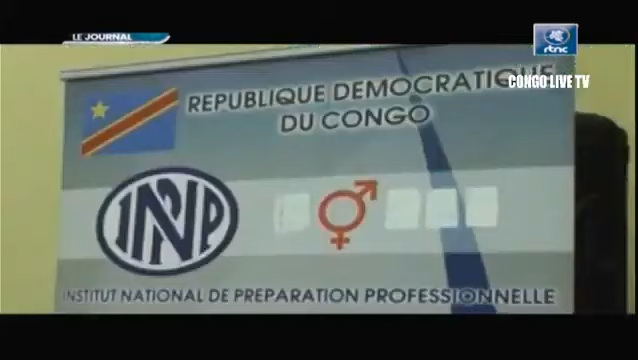 LE JOURNAL
rtnc
CONGO LIVE TV
REPUBLIQUE DEMOCRATIQUE
DU CONGO
INPP
INSTITUT NATIONAL DE PREPARATION PROFESSIONNELLE